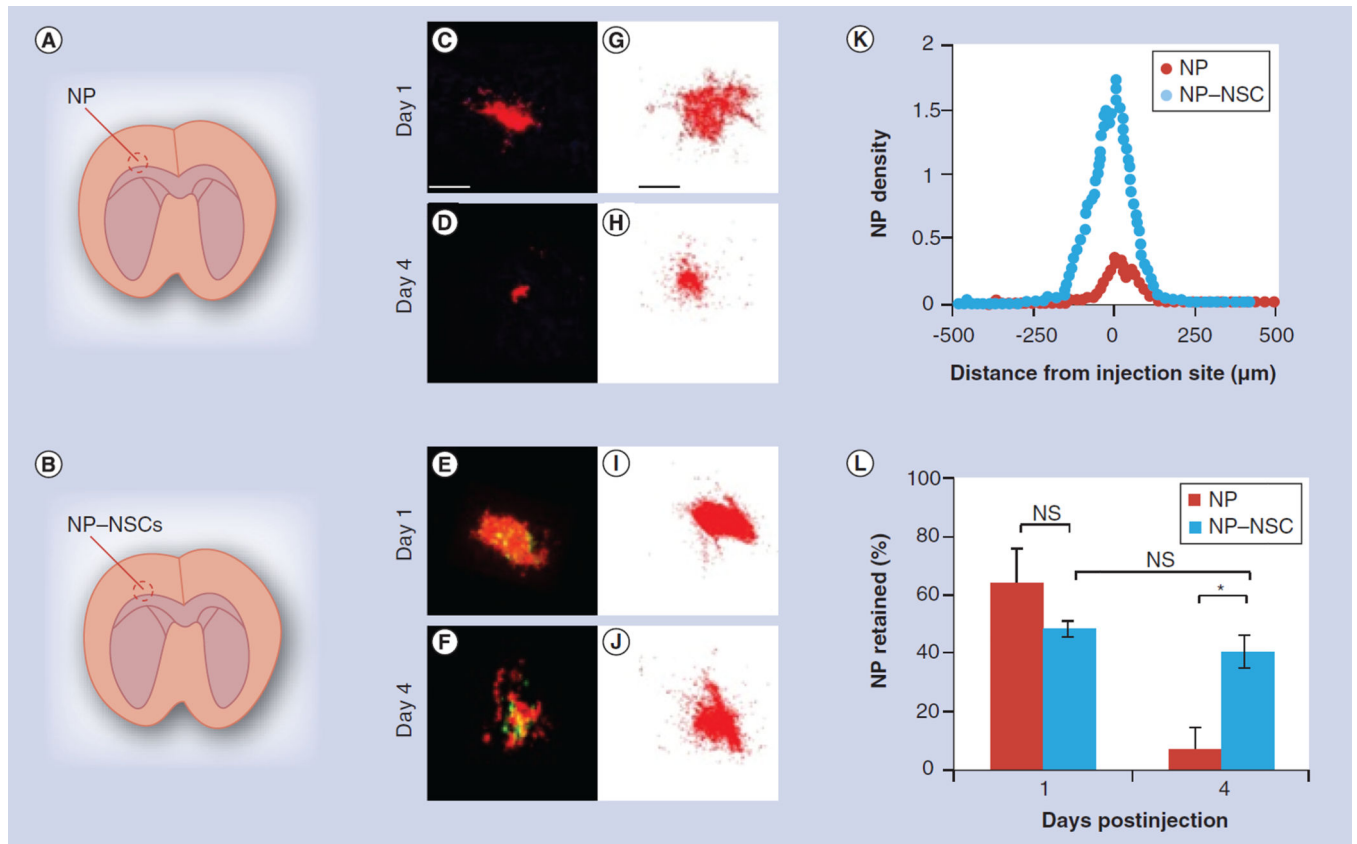 A
NP
B
NP–NSCs
C
G
Day 1
D
H
Day 4
E
I
Day 1
F
J
Day 4
K
2
1.5
1
0.5
0
-500
-250
0
250
500
NP density
Distance from injection site (µm)
NP
NP–NSC
L
100
80
60
40
20
0
NP retained (%)
NS
NS
*
NP
NP–NSC
1
4
Days postinjection